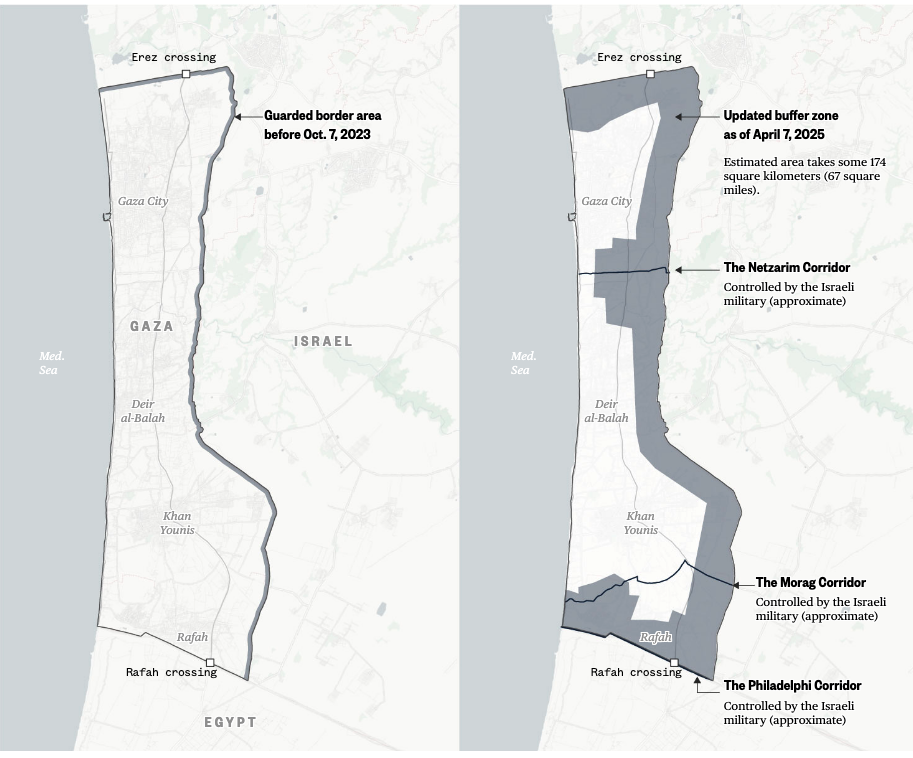 Erez crossing
Guarded border area
before Oct. 7, 2023
Gaza City
GAZA
ISRAEL
Med.
Sea
Deir
al-Balah
Khan
Younis
Rafah
Rafah crossing
EGYPT
Erez crossing
Updated buffer zone
as of April 7, 2025
Estimated area takes some 174
square kilometers (67 square
miles).
Gaza City
The Netzarim Corridor
Controlled by the Israeli
military (approximate)
Med.
Sea
Deir
al-Balah
Khan
Younis
The Morag Corridor
Controlled by the Israeli
military (approximate)
Rafah
Rafah crossing
The Philadelphi Corridor
Controlled by the Israeli
military (approximate)